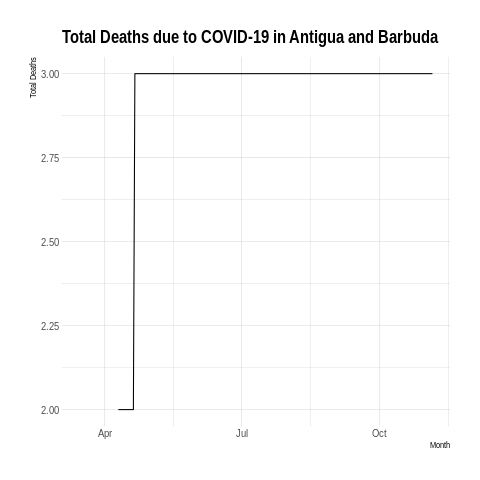 Total Deaths due to COVID-19 in Antigua and Barbuda
Total Deaths
3.00
2.75
2.50
2.25
2.00
Apr Jul Oct
Month